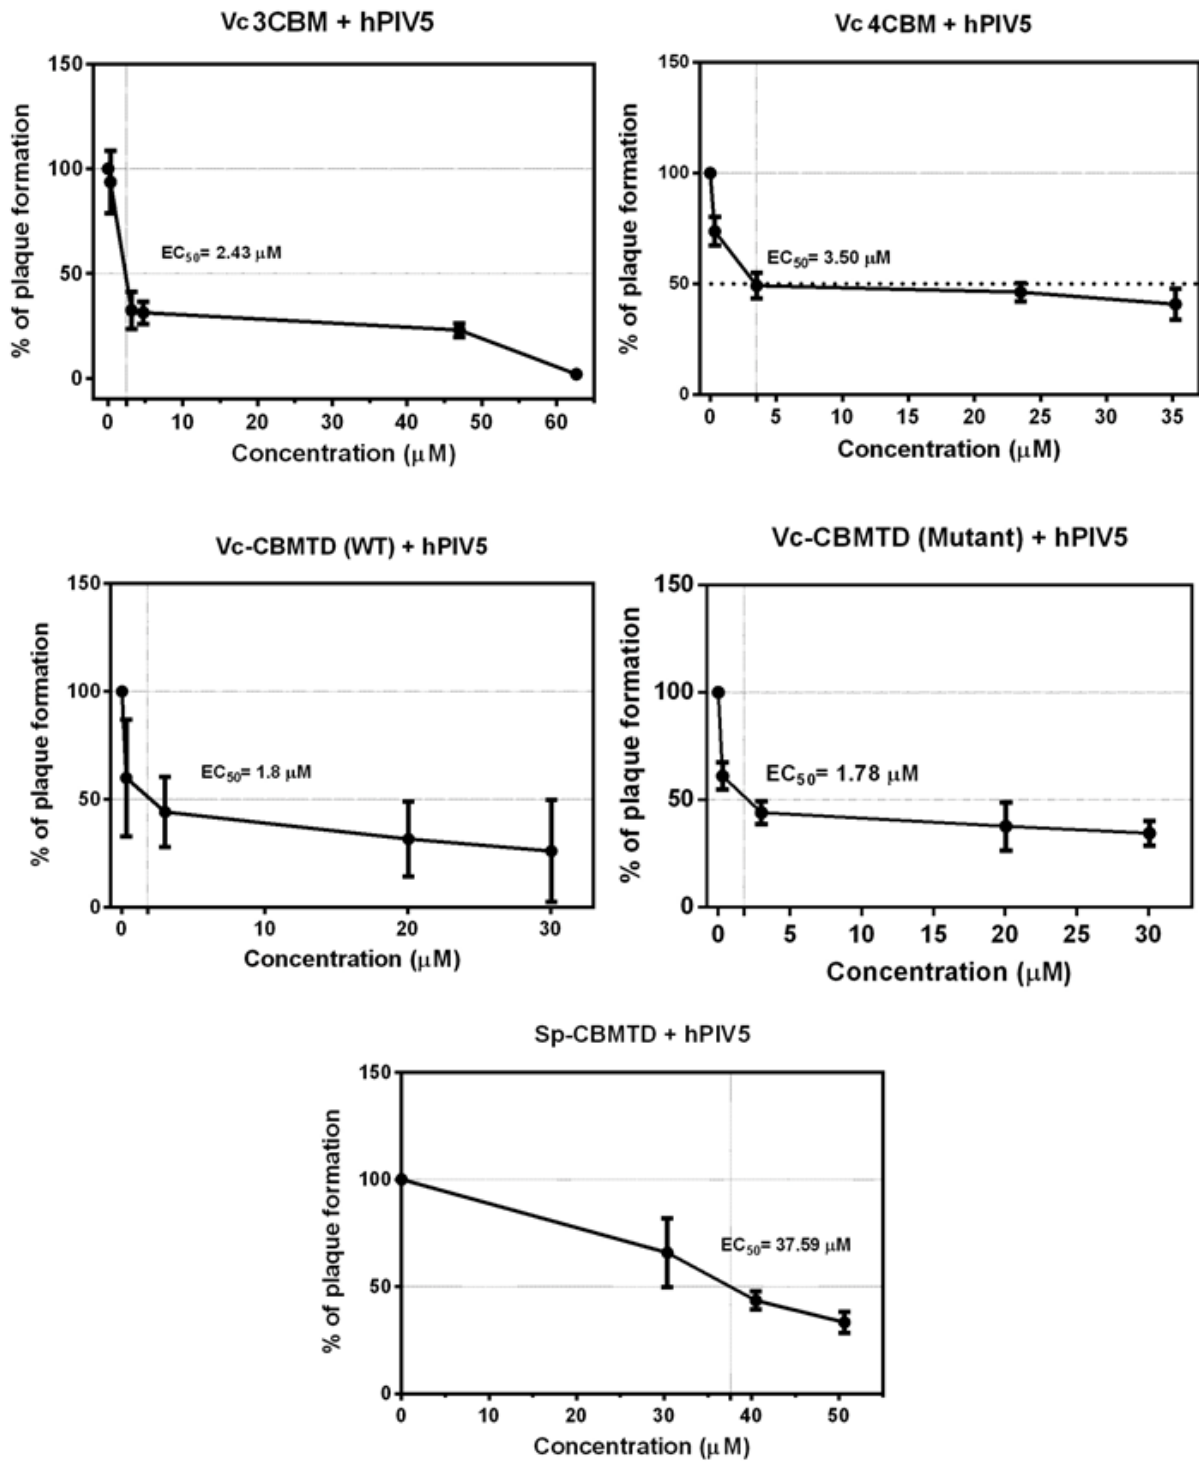 Vc 3CBM + hPIV5
150
100
50
0
% of plaque formation
EC50= 2.43 μM
0 10 20 30 40 50 60
Concentration (μM)
Vc 4CBM + hPIV5
150
100
50
0
% of plaque formation
EC50= 3.50 μM
0 5 10 15 20 25 30 35
Concentration (μM)
Vc-CBMTD (WT) + hPIV5
150
100
50
0
% of plaque formation
EC50= 1.8 μM
0 10 20 30
Concentration (μM)
Vc-CBMTD (Mutant) + hPIV5
150
100
50
0
% of plaque formation
EC50= 1.78 μM
0 5 10 15 20 25 30
Concentration (μM)
Sp-CBMTD + hPIV5
150
100
50
0
% of plaque formation
EC50= 37.59 μM
0 10 20 30 40 50
Concentration (μM)